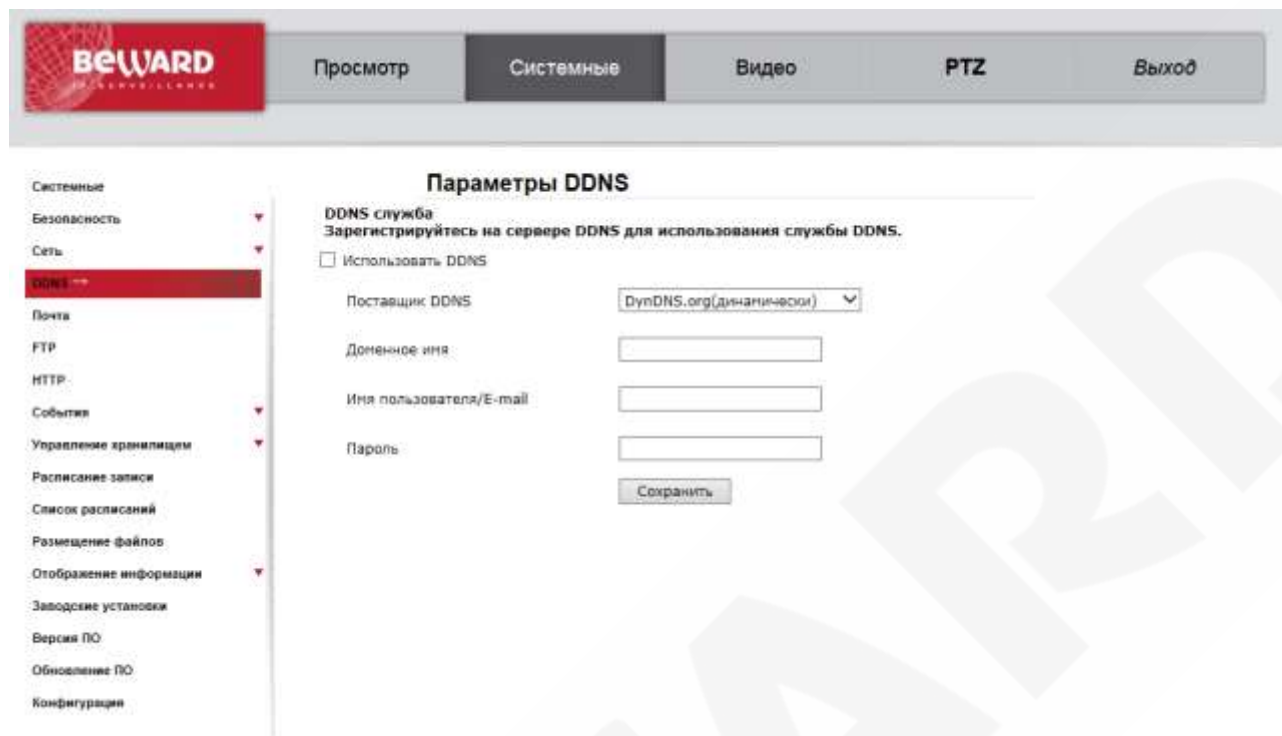 BEWARD
Просмотр
Системные
Видео
PTZ
Выход
Системные
Безопасность
Сеть
DDNS
Почта
FTP
HTTP
События
Управление хранилищем
Расписание записи
Список расписаний
Размещение файлов
Отображение информации
Заводские установки
Версия ПО
Обновление ПО
Конфигурация
Параметры DDNS
DDNS служба
Зарегистрируйтесь на сервере DDNS для использования службы DDNS.
Использовать DDNS
Поставщик DDNS
DynDNS.org(динамически)
Доменное имя
Имя пользователя/E-mail
Пароль
Сохранить